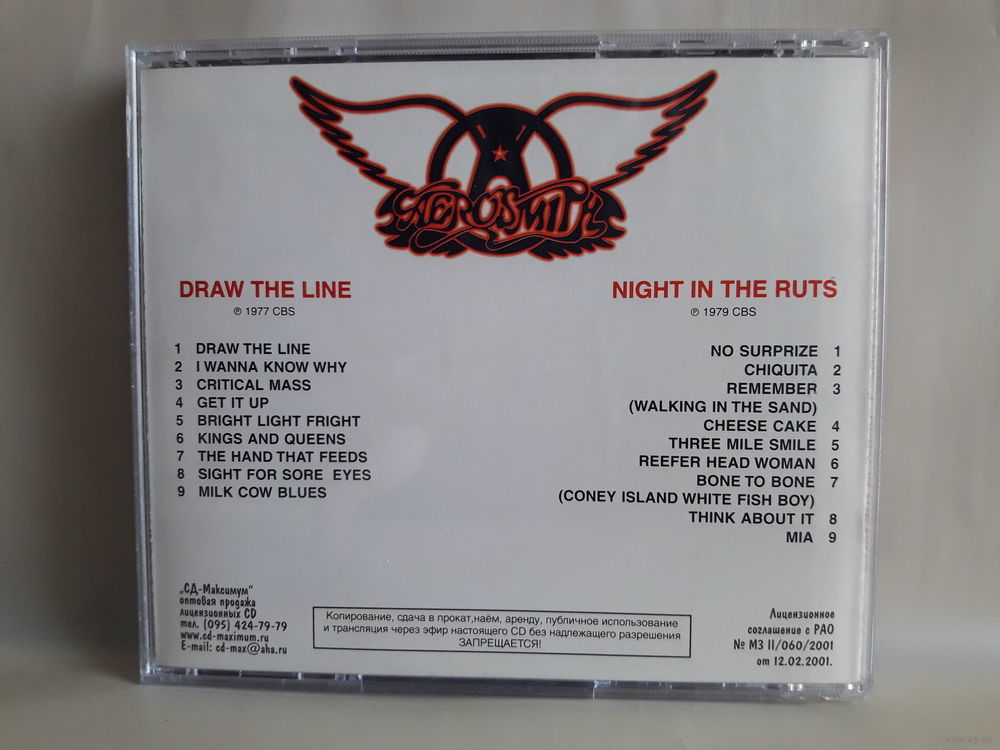 AEROSMITH
DRAW THE LINE
℗ 1977 CBS
1 DRAW THE LINE
2 I WANNA KNOW WHY
3 CRITICAL MASS
4 GET IT UP
5 BRIGHT LIGHT FRIGHT
6 KINGS AND QUEENS
7 THE HAND THAT FEEDS
8 SIGHT FOR SORE EYES
9 MILK COW BLUES
NIGHT IN THE RUTS
℗ 1979 CBS
NO SURPRIZE 1
CHIQUITA 2
REMEMBER 3
(WALKING IN THE SAND)
CHEESE CAKE 4
THREE MILE SMILE 5
REEFER HEAD WOMAN 6
BONE TO BONE 7
(CONEY ISLAND WHITE FISH BOY)
THINK ABOUT IT 8
MIA 9
„СД-Максимум“
оптовая продажа
лицензионных CD
тел. (095) 424-79-79
www.cd-maximum.ru
E-mail: cd-max@aha.ru
Копирование, сдача в прокат,наём, аренду, публичное использование
и трансляция через эфир настоящего CD без надлежащего разрешения
ЗАПРЕЩАЕТСЯ!
Лицензионное
соглашение с РАО
№ МЗ II/060/2001
от 12.02.2001.
www.ay.by